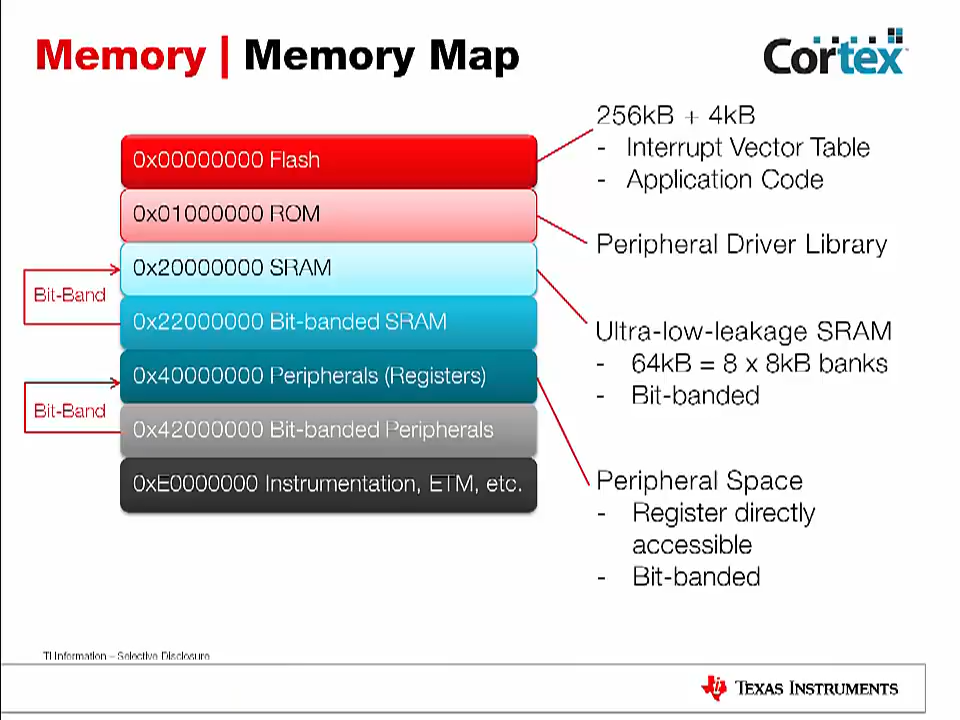 Memory | Memory Map
Cortex
0x00000000 Flash
0x01000000 ROM
0x20000000 SRAM
0x22000000 Bit-banded SRAM
0x40000000 Peripherals (Registers)
0x42000000 Bit-banded Peripherals
0xE0000000 Instrumentation, ETM, etc.
Bit-Band
Bit-Band
256kB + 4kB
- Interrupt Vector Table
- Application Code
Peripheral Driver Library
Ultra-low-leakage SRAM
- 64kB = 8 x 8kB banks
- Bit-banded
Peripheral Space
- Register directly
accessible
- Bit-banded
TI Information – Selective Disclosure
TEXAS INSTRUMENTS